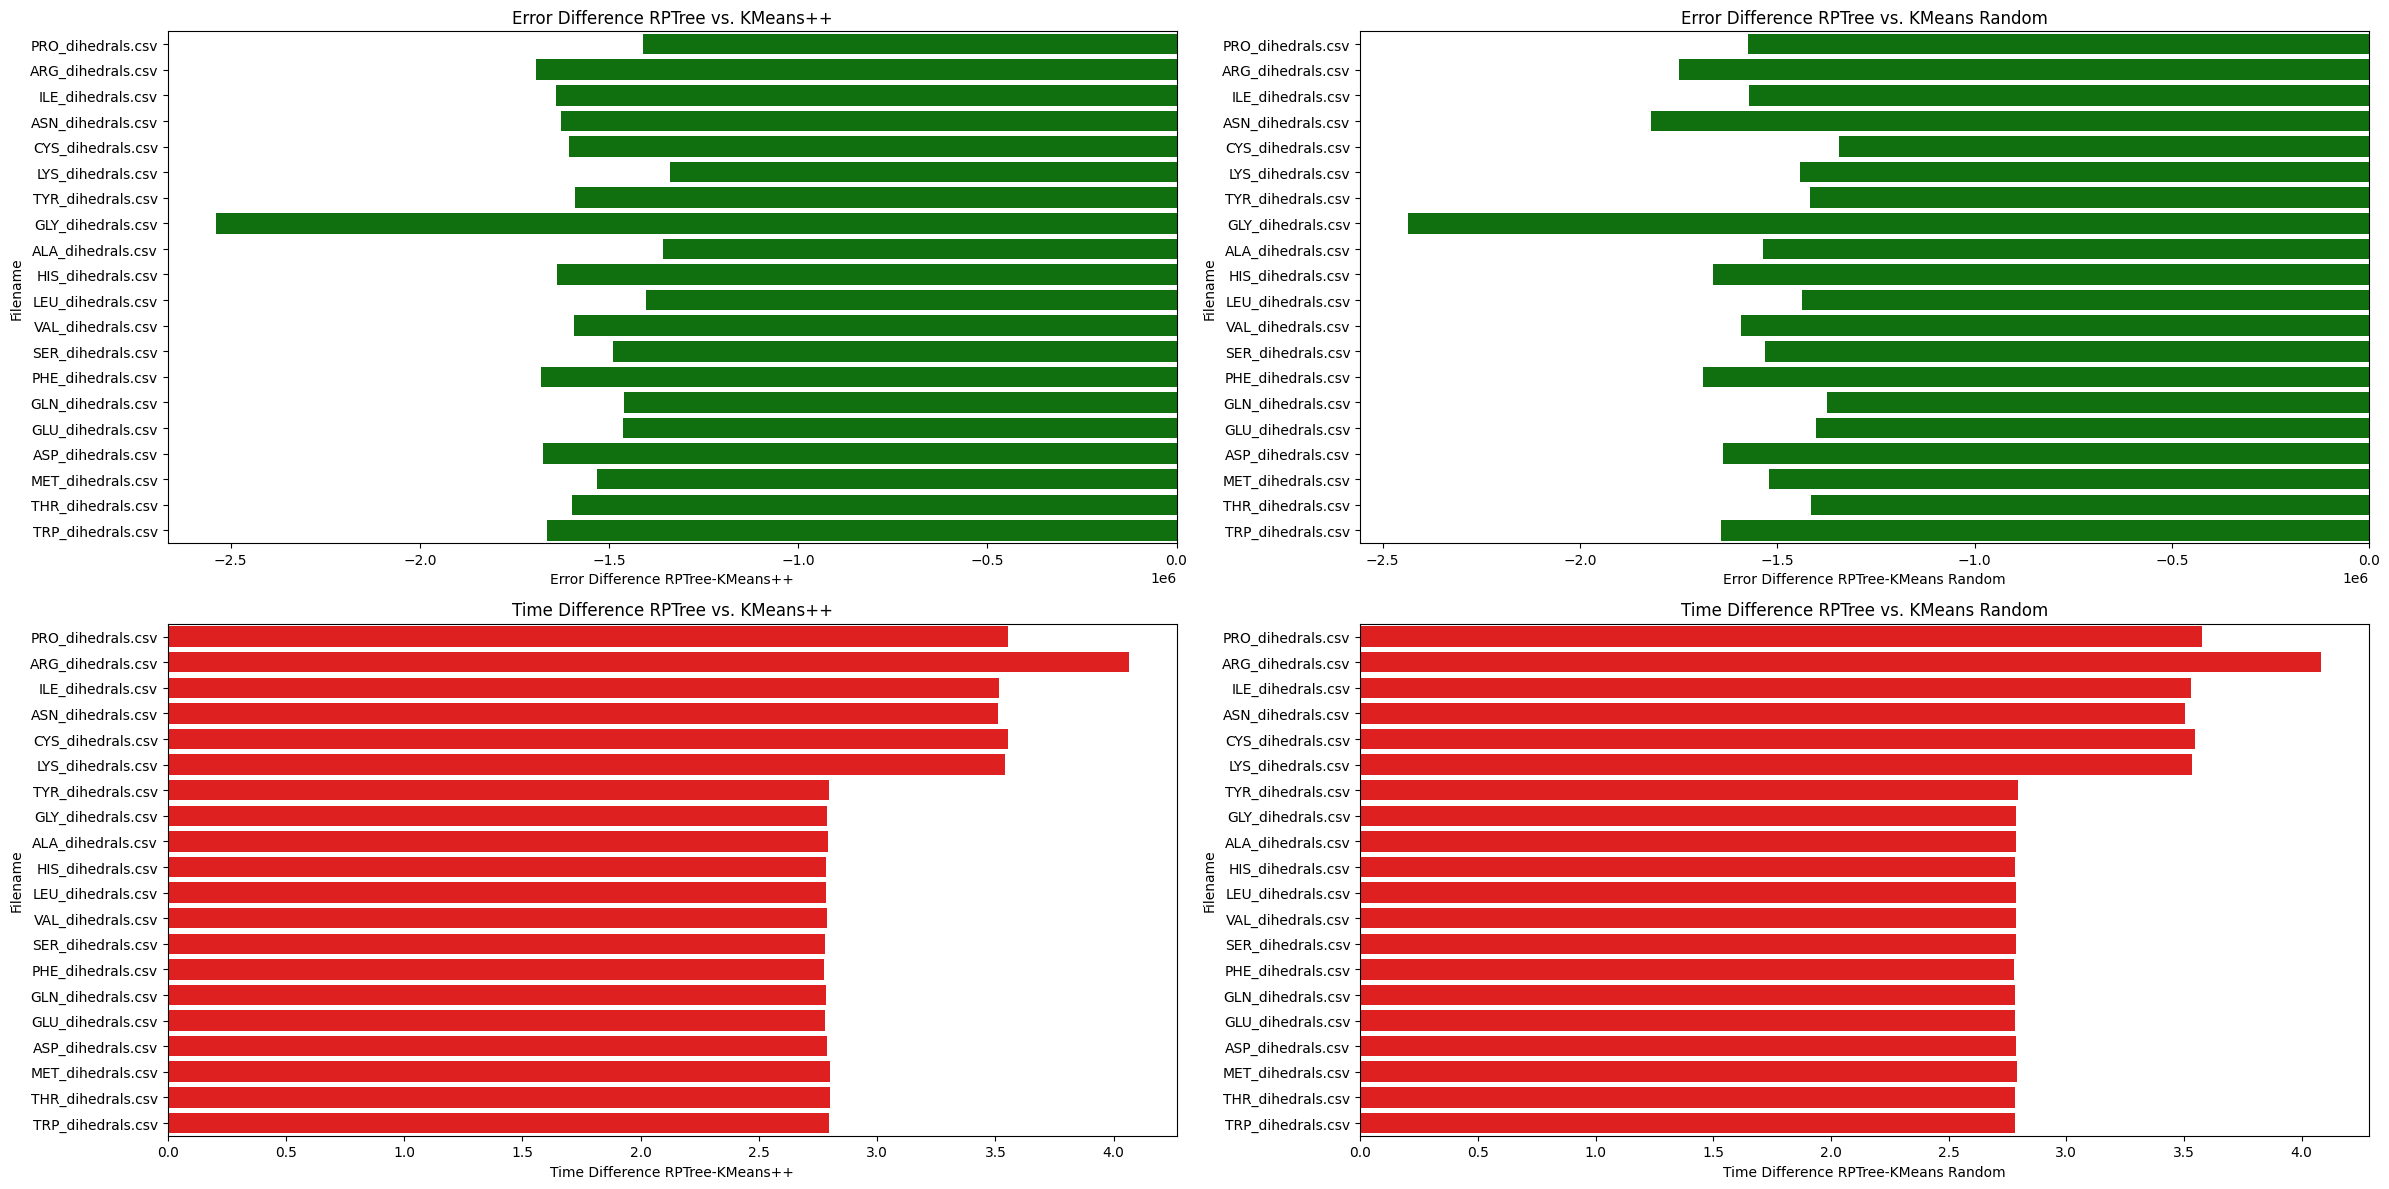 Error Difference RPTree vs. KMeans++
Filename
PRO_dihedrals.csv
ARG_dihedrals.csv
ILE_dihedrals.csv
ASN_dihedrals.csv
CYS_dihedrals.csv
LYS_dihedrals.csv
TYR_dihedrals.csv
GLY_dihedrals.csv
ALA_dihedrals.csv
HIS_dihedrals.csv
LEU_dihedrals.csv
VAL_dihedrals.csv
SER_dihedrals.csv
PHE_dihedrals.csv
GLN_dihedrals.csv
GLU_dihedrals.csv
ASP_dihedrals.csv
MET_dihedrals.csv
THR_dihedrals.csv
TRP_dihedrals.csv
−2.5 −2.0 −1.5 −1.0 −0.5 0.0
1e6
Error Difference RPTree-KMeans++
Error Difference RPTree vs. KMeans Random
Filename
PRO_dihedrals.csv
ARG_dihedrals.csv
ILE_dihedrals.csv
ASN_dihedrals.csv
CYS_dihedrals.csv
LYS_dihedrals.csv
TYR_dihedrals.csv
GLY_dihedrals.csv
ALA_dihedrals.csv
HIS_dihedrals.csv
LEU_dihedrals.csv
VAL_dihedrals.csv
SER_dihedrals.csv
PHE_dihedrals.csv
GLN_dihedrals.csv
GLU_dihedrals.csv
ASP_dihedrals.csv
MET_dihedrals.csv
THR_dihedrals.csv
TRP_dihedrals.csv
−2.5 −2.0 −1.5 −1.0 −0.5 0.0
1e6
Error Difference RPTree-KMeans Random
Time Difference RPTree vs. KMeans++
Filename
PRO_dihedrals.csv
ARG_dihedrals.csv
ILE_dihedrals.csv
ASN_dihedrals.csv
CYS_dihedrals.csv
LYS_dihedrals.csv
TYR_dihedrals.csv
GLY_dihedrals.csv
ALA_dihedrals.csv
HIS_dihedrals.csv
LEU_dihedrals.csv
VAL_dihedrals.csv
SER_dihedrals.csv
PHE_dihedrals.csv
GLN_dihedrals.csv
GLU_dihedrals.csv
ASP_dihedrals.csv
MET_dihedrals.csv
THR_dihedrals.csv
TRP_dihedrals.csv
0.0 0.5 1.0 1.5 2.0 2.5 3.0 3.5 4.0
Time Difference RPTree-KMeans++
Time Difference RPTree vs. KMeans Random
Filename
PRO_dihedrals.csv
ARG_dihedrals.csv
ILE_dihedrals.csv
ASN_dihedrals.csv
CYS_dihedrals.csv
LYS_dihedrals.csv
TYR_dihedrals.csv
GLY_dihedrals.csv
ALA_dihedrals.csv
HIS_dihedrals.csv
LEU_dihedrals.csv
VAL_dihedrals.csv
SER_dihedrals.csv
PHE_dihedrals.csv
GLN_dihedrals.csv
GLU_dihedrals.csv
ASP_dihedrals.csv
MET_dihedrals.csv
THR_dihedrals.csv
TRP_dihedrals.csv
0.0 0.5 1.0 1.5 2.0 2.5 3.0 3.5 4.0
Time Difference RPTree-KMeans Random